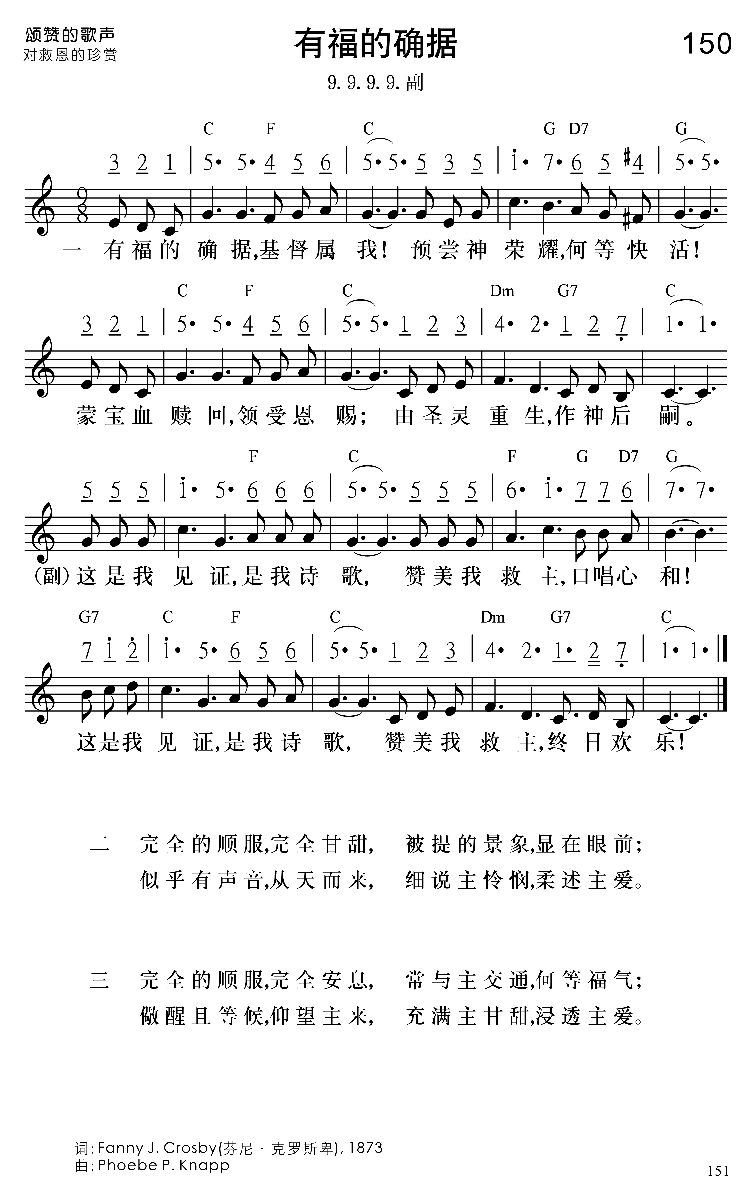 颂赞的歌声
对救恩的珍赏
有福的确据
150
9. 9. 9. 9. 副
C F C G D7 G
3 2 1 | 5· 5· 4 5 6 | 5· 5· 5 3 5 | i· 7· 6 5 #4 | 5· 5·
9/8
一 有福的 确 据,基督属 我! 预尝神 荣 耀,何等快 活!
C F C Dm G7 C
3 2 1 | 5· 5· 4 5 6 | 5· 5· 1 2 3 | 4· 2· 1 2 7 | 1· 1·
蒙宝血 赎 回,领受恩 赐; 由圣灵 重 生,作神后 嗣。
F C F G D7 G
5 5 5 | i· 5· 6 6 6 | 5· 5· 5 5 5 | 6· i· 7 7 6 | 7· 7·
(副) 这是我 见 证,是我诗 歌, 赞美我 救 主,口唱心 和!
G7 C F C Dm G7 C
7 i 2 | i· 5· 6 5 6 | 5· 5· 1 2 3 | 4· 2· 1· 2 7 | 1· 1·
这是我 见 证,是我诗 歌, 赞美我 救 主,终日欢 乐!
二 完全的顺服,完全甘甜, 被提的景象,显在眼前;
似乎有声音,从天而来, 细说主怜悯,柔述主爱。
三 完全的顺服,完全安息, 常与主交通,何等福气;
儆醒且等候,仰望主来, 充满主甘甜,浸透主爱。
词: Fanny J. Crosby(芬尼·克罗斯卑), 1873
曲: Phoebe P. Knapp
151